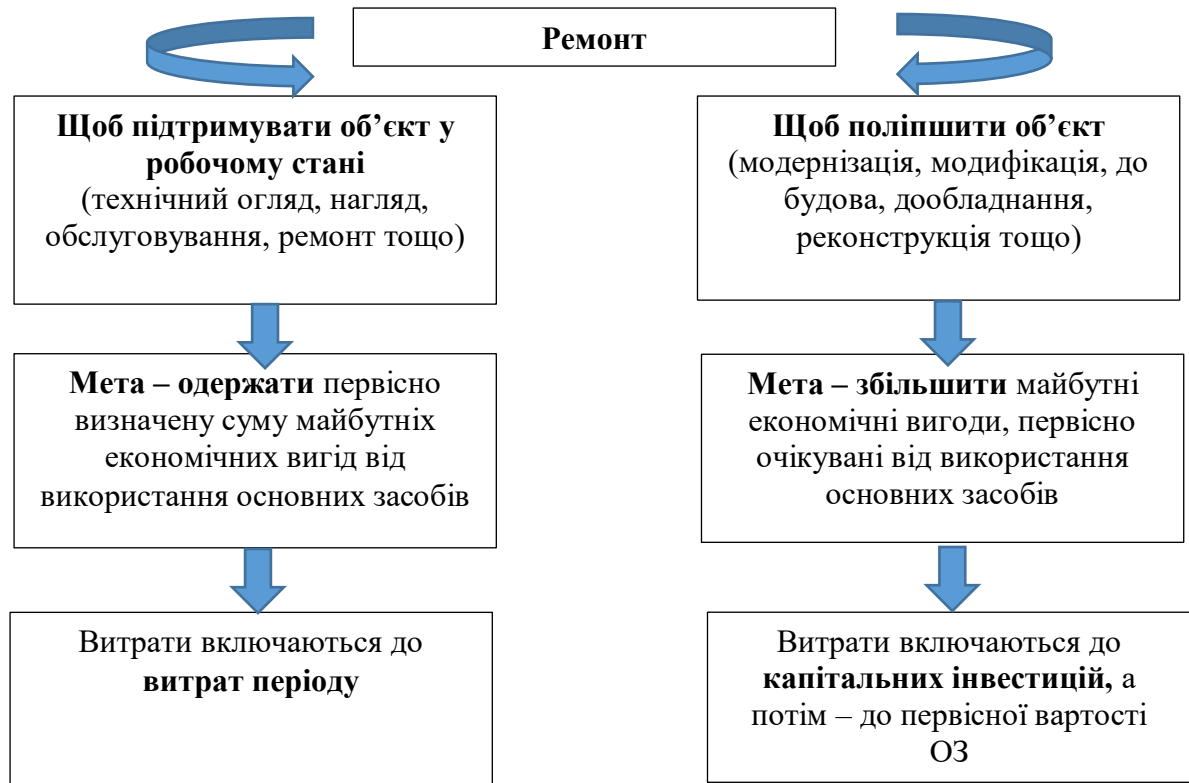 Ремонт
Щоб підтримувати об’єкт у
робочому стані
(технічний огляд, нагляд,
обслуговування, ремонт тощо)
Мета – одержати первісно
визначену суму майбутніх
економічних вигід від
використання основних засобів
Витрати включаються до
витрат періоду
Щоб поліпшити об’єкт
(модернізація, модифікація, до
будова, дообладнання,
реконструкція тощо)
Мета – збільшити майбутні
економічні вигоди, первісно
очікувані від використання
основних засобів
Витрати включаються до
капітальних інвестицій, а
потім – до первісної вартості
ОЗ